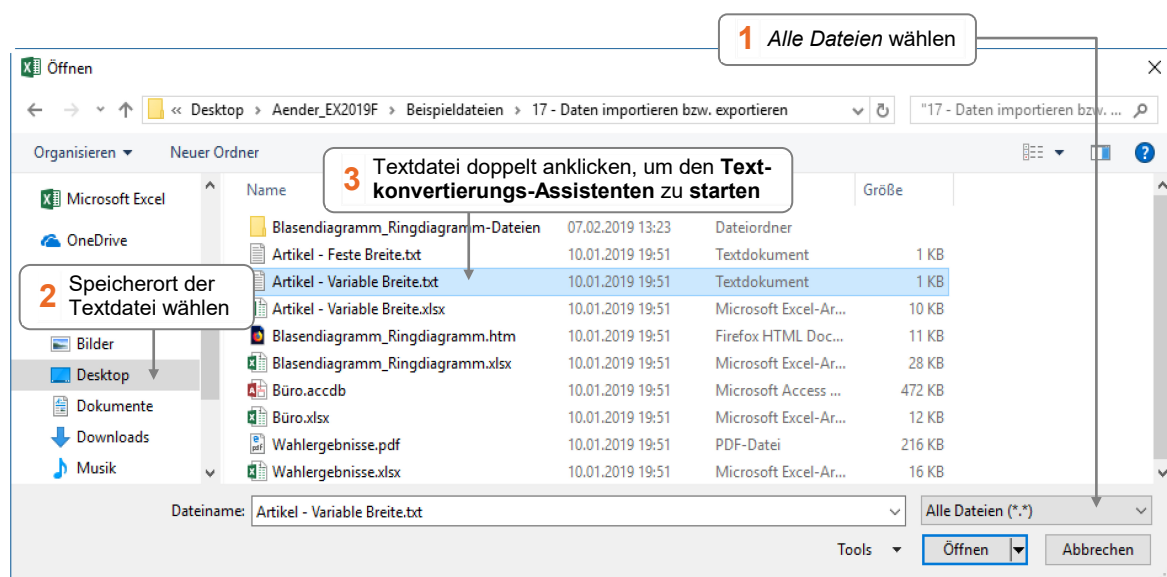 1 Alle Dateien wählen
Öffnen
« Desktop > Aender_EX2019F > Beispieldateien > 17 - Daten importieren bzw. exportieren
"17 - Daten importieren bzw. ...
Organisieren
Neuer Ordner
3 Textdatei doppelt anklicken, um den Text-
konvertierungs-Assistenten zu starten
Name
Größe
Microsoft Excel
OneDrive
2 Speicherort der
Textdatei wählen
Bilder
Desktop
Dokumente
Downloads
Musik
Blasendiagramm_Ringdiagramm-Dateien 07.02.2019 13:23 Dateiordner
Artikel - Feste Breite.txt 10.01.2019 19:51 Textdokument 1 KB
Artikel - Variable Breite.txt 10.01.2019 19:51 Textdokument 1 KB
Artikel - Variable Breite.xlsx 10.01.2019 19:51 Microsoft Excel-Ar... 10 KB
Blasendiagramm_Ringdiagramm.htm 10.01.2019 19:51 Firefox HTML Doc... 11 KB
Blasendiagramm_Ringdiagramm.xlsx 10.01.2019 19:51 Microsoft Excel-Ar... 28 KB
Büro.accdb 10.01.2019 19:51 Microsoft Access ... 472 KB
Büro.xlsx 10.01.2019 19:51 Microsoft Excel-Ar... 12 KB
Wahlergebnisse.pdf 10.01.2019 19:51 PDF-Datei 216 KB
Wahlergebnisse.xlsx 10.01.2019 19:51 Microsoft Excel-Ar... 16 KB
Dateiname: Artikel - Variable Breite.txt
Alle Dateien (*.*)
Tools
Öffnen
Abbrechen